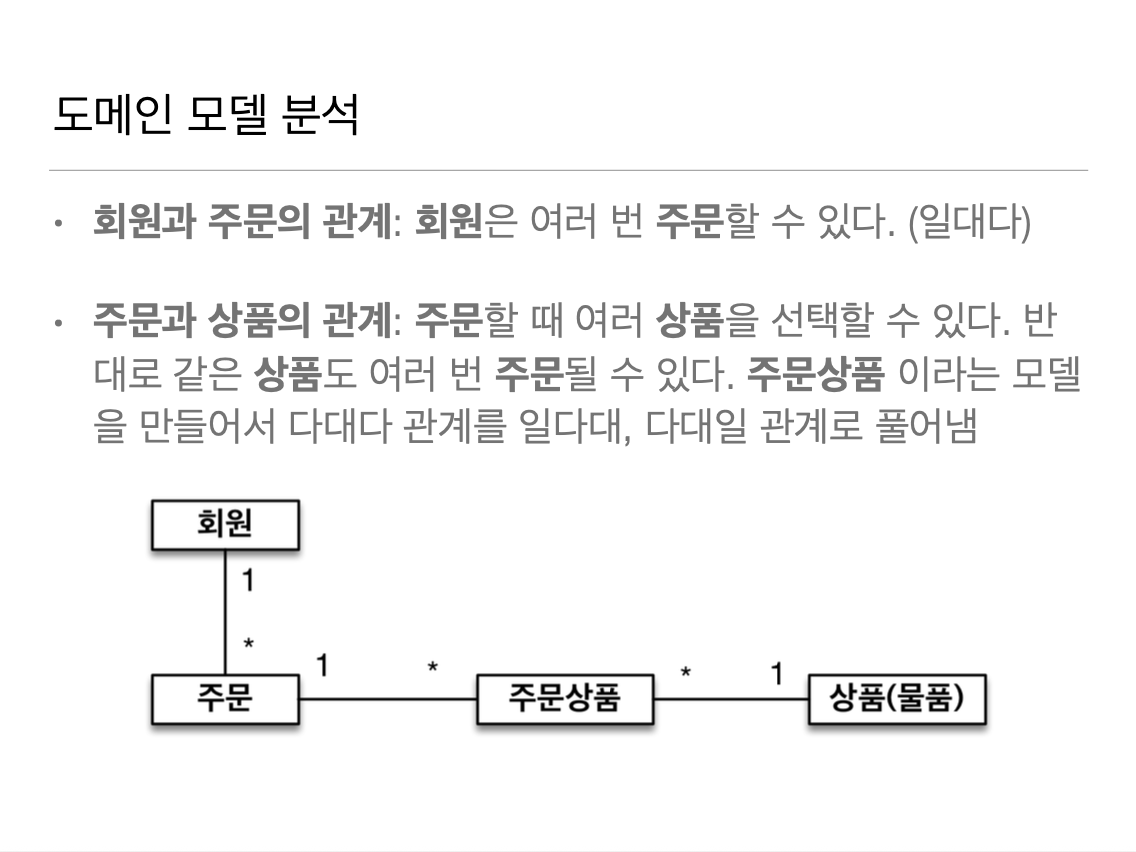 도메인 모델 분석
• 회원과 주문의 관계: 회원은 여러 번 주문할 수 있다. (일대다)
• 주문과 상품의 관계: 주문할 때 여러 상품을 선택할 수 있다. 반
대로 같은 상품도 여러 번 주문될 수 있다. 주문상품 이라는 모델
을 만들어서 다대다 관계를 일다대, 다대일 관계로 풀어냄
회원
1
*
1 * * 1
주문 주문상품 상품(물품)